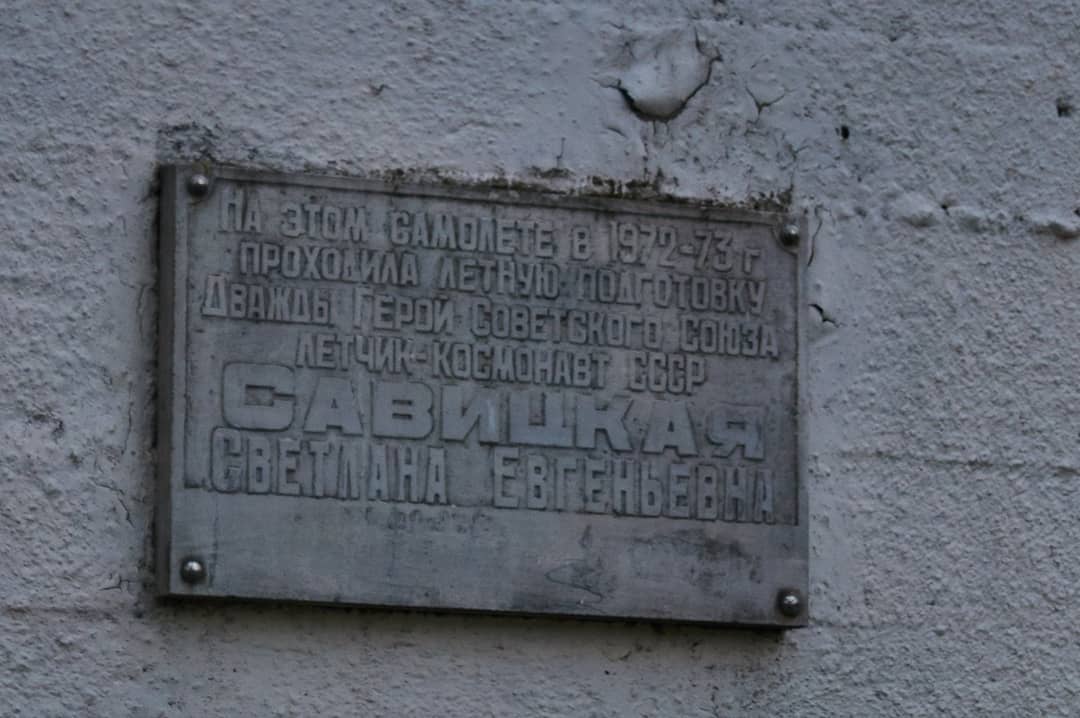 На этом самолете в 1972-73 г
проходила летную подготовку
Дважды Герой Советского Союза
летчик-космонавт СССР
САВИЦКАЯ
СВЕТЛАНА ЕВГЕНЬЕВНА